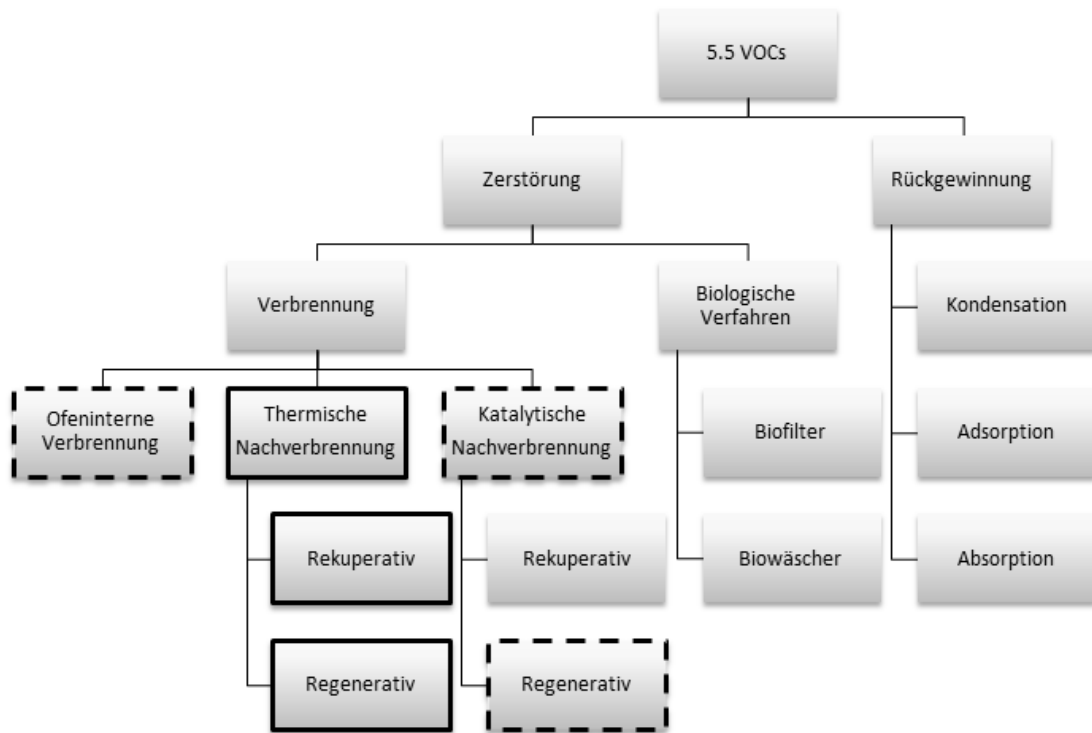 5.5 VOCs
Zerstörung
Rückgewinnung
Verbrennung
Biologische
Verfahren
Kondensation
Ofeninterne
Verbrennung
Thermische
Nachverbrennung
Katalytische
Nachverbrennung
Biofilter
Adsorption
Rekuperativ
Rekuperativ
Biowäscher
Absorption
Regenerativ
Regenerativ